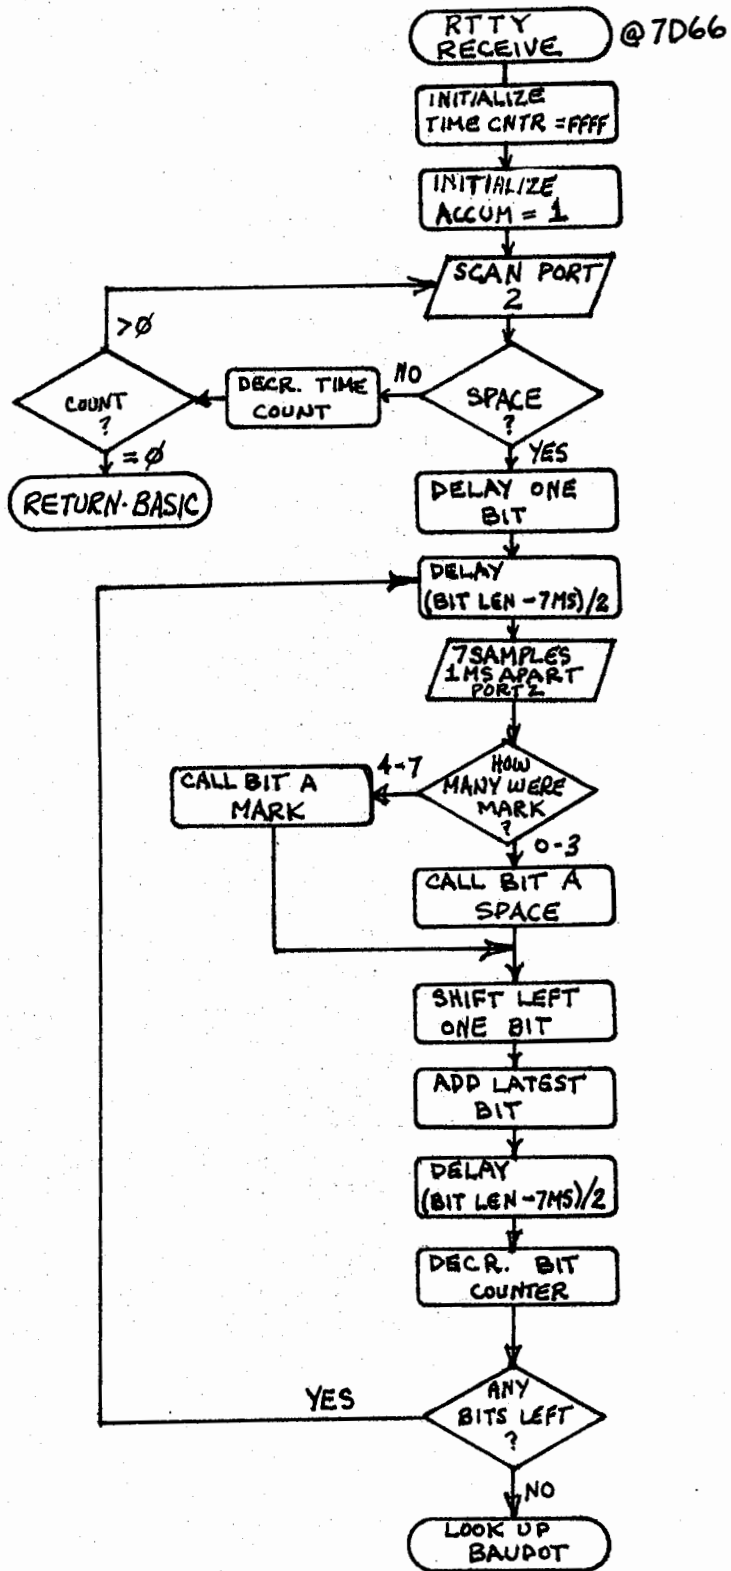 RTTY
RECEIVE
@7D66
INITIALIZE
TIME CNTR =FFFF
INITIALIZE
ACCUM = 1
SCAN PORT
2
>Ø
COUNT
?
DECR. TIME
COUNT
NO
SPACE
?
=Ø
YES
RETURN-BASIC
DELAY ONE
BIT
DELAY
(BIT LEN-7MS)/2
7 SAMPLES
1MS APART
PORT 2
HOW
MANY WERE
MARK
?
4-7
CALL BIT A
MARK
0-3
CALL BIT A
SPACE
SHIFT LEFT
ONE BIT
ADD LATEST
BIT
DELAY
(BIT LEN-7MS)/2
DECR. BIT
COUNTER
ANY
BITS LEFT
?
YES
NO
LOOK UP
BAUDOT